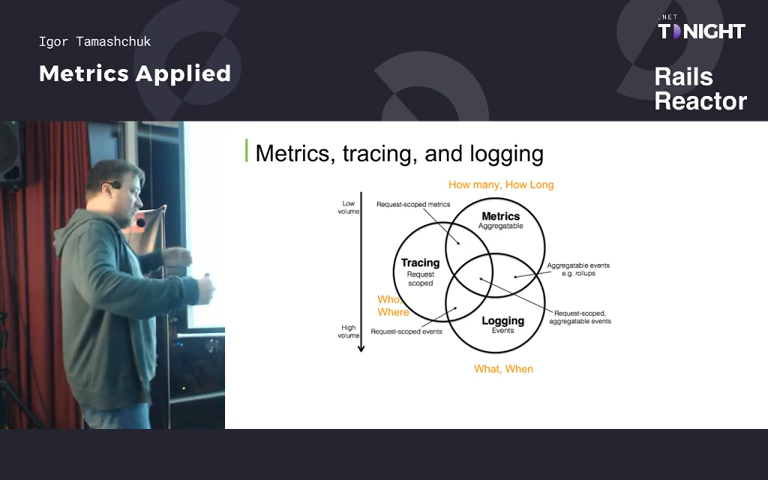 Igor Tamashchuk
Metrics Applied
.NET
TONIGHT
Rails
Reactor
Metrics, tracing, and logging
How many, How Long
Low
volume
Request-scoped metrics
Metrics
Aggregatable
Tracing
Request
scoped
Aggregatable events
e.g. rollups
Who,
Where
Request-scoped,
aggregatable events
High
volume
Request-scoped events
Logging
Events
What, When